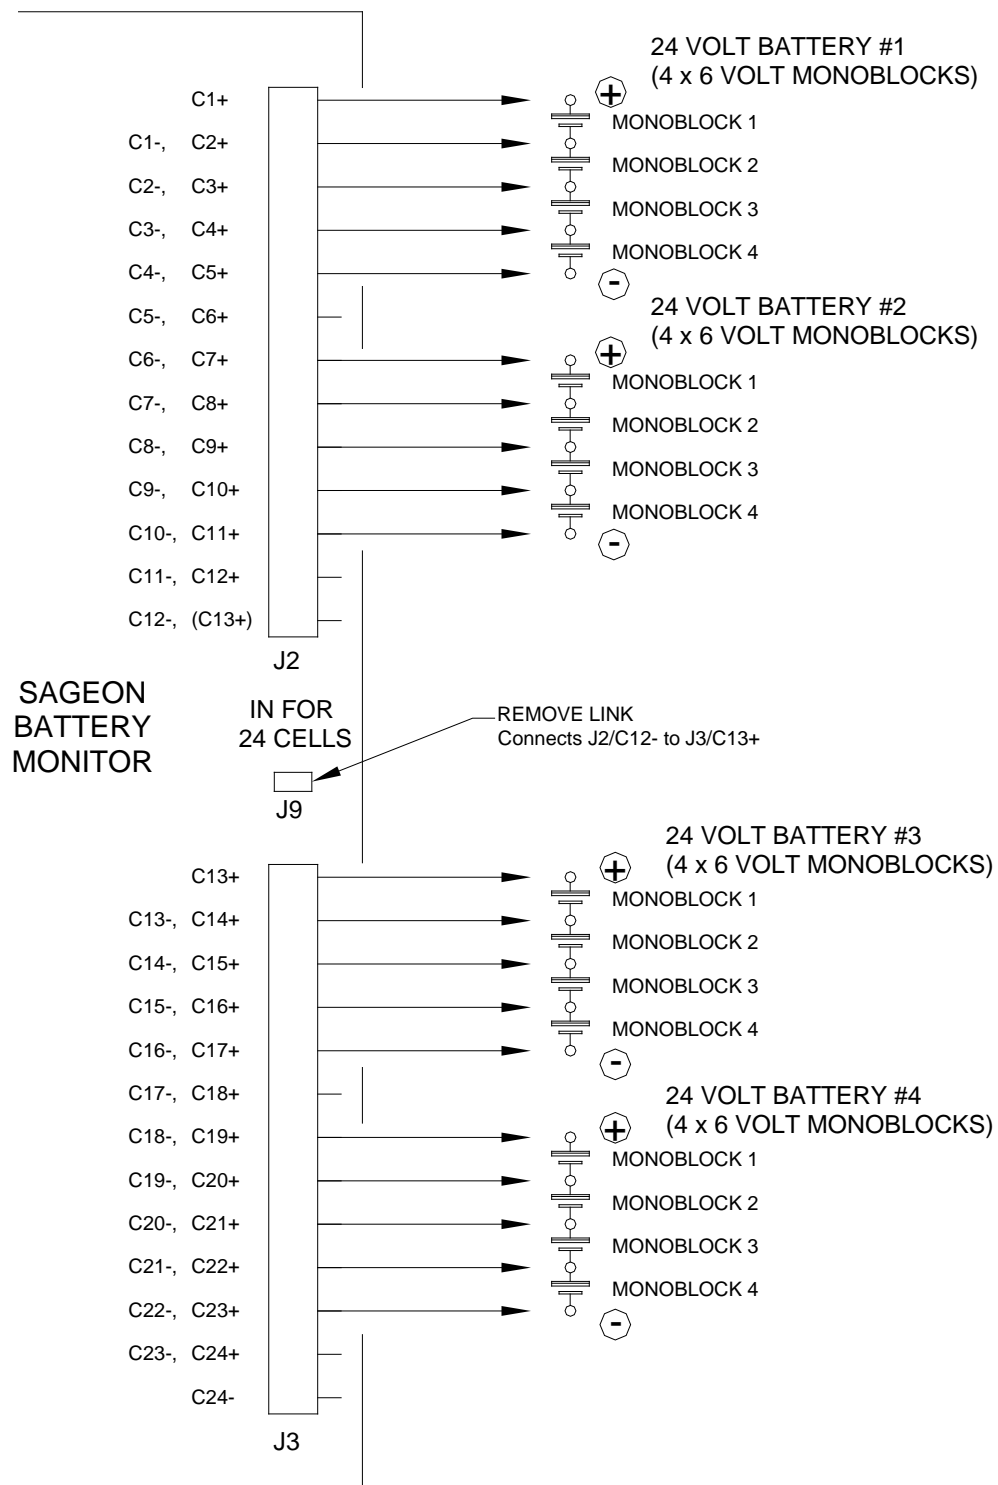 24 VOLT BATTERY #1
(4 x 6 VOLT MONOBLOCKS)
C1+
+
MONOBLOCK 1
C1-, C2+
MONOBLOCK 2
C2-, C3+
MONOBLOCK 3
C3-, C4+
MONOBLOCK 4
C4-, C5+
-
24 VOLT BATTERY #2
(4 x 6 VOLT MONOBLOCKS)
C5-, C6+
+
C6-, C7+
MONOBLOCK 1
C7-, C8+
MONOBLOCK 2
C8-, C9+
MONOBLOCK 3
C9-, C10+
MONOBLOCK 4
C10-, C11+
-
C11-, C12+
C12-, (C13+)
J2
SAGEON
BATTERY
MONITOR
IN FOR
24 CELLS
REMOVE LINK
Connects J2/C12- to J3/C13+
J9
24 VOLT BATTERY #3
(4 x 6 VOLT MONOBLOCKS)
C13+
+
MONOBLOCK 1
C13-, C14+
MONOBLOCK 2
C14-, C15+
MONOBLOCK 3
C15-, C16+
MONOBLOCK 4
C16-, C17+
-
24 VOLT BATTERY #4
(4 x 6 VOLT MONOBLOCKS)
C17-, C18+
+
C18-, C19+
MONOBLOCK 1
C19-, C20+
MONOBLOCK 2
C20-, C21+
MONOBLOCK 3
C21-, C22+
MONOBLOCK 4
C22-, C23+
-
C23-, C24+
C24-
J3